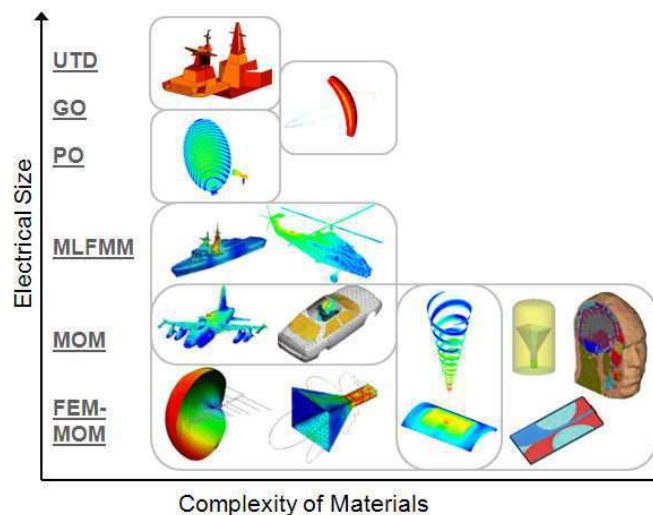 UTD
GO
PO
MLFMM
MOM
FEM-
MOM
Electrical Size
Complexity of Materials